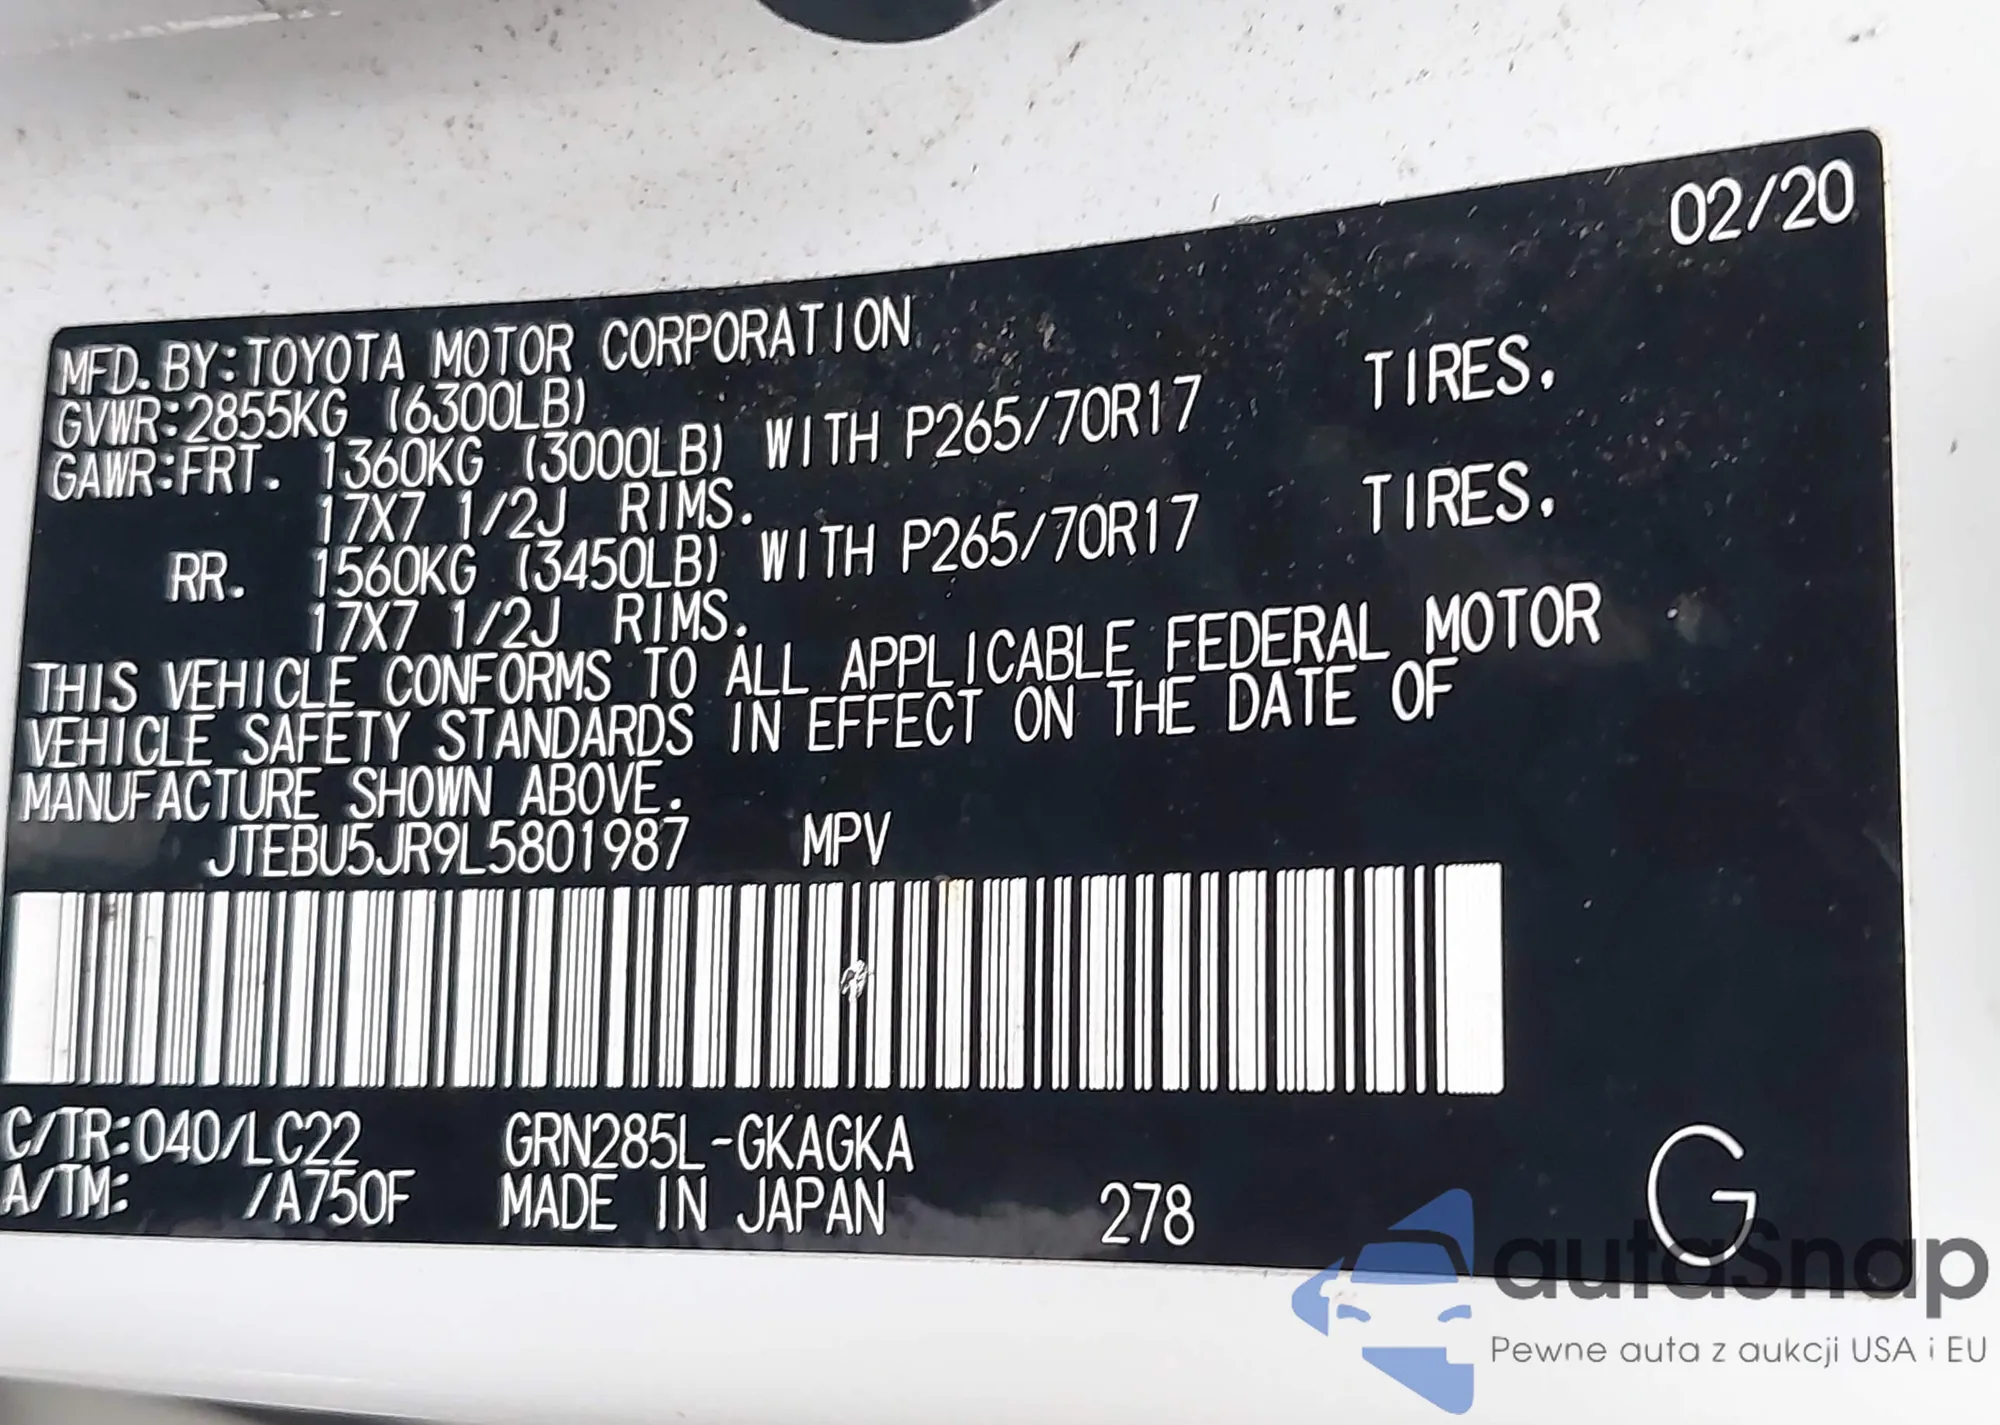 02/20
MFD.BY:TOYOTA MOTOR CORPORATION
GVWR:2855KG (6300LB)
GAWR:FRT. 1360KG (3000LB) WITH P265/70R17 TIRES,
17X7 1/2J RIMS.
RR. 1560KG (3450LB) WITH P265/70R17 TIRES,
17X7 1/2J RIMS.
THIS VEHICLE CONFORMS TO ALL APPLICABLE FEDERAL MOTOR
VEHICLE SAFETY STANDARDS IN EFFECT ON THE DATE OF
MANUFACTURE SHOWN ABOVE.
JTEBU5JR9L5801987 MPV
C/TR:040/LC22 GRN285L-GKAGKA
A/TM: /A750F MADE IN JAPAN 278 G
autaSnap
Pewne auta z aukcji USA i EU